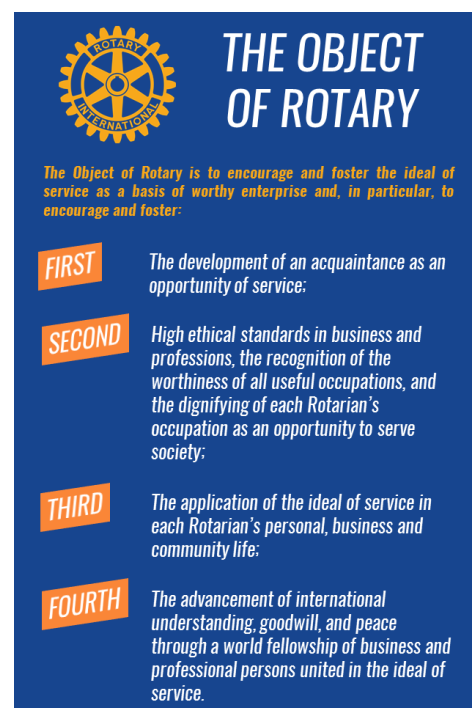 ROTARY
INTERNATIONAL
THE OBJECT
OF ROTARY
The Object of Rotary is to encourage and foster the ideal of
service as a basis of worthy enterprise and, in particular, to
encourage and foster:
FIRST
The development of an acquaintance as an
opportunity of service;
SECOND
High ethical standards in business and
professions, the recognition of the
worthiness of all useful occupations, and
the dignifying of each Rotarian's
occupation as an opportunity to serve
society;
THIRD
The application of the ideal of service in
each Rotarian's personal, business and
community life;
FOURTH
The advancement of international
understanding, goodwill, and peace
through a world fellowship of business and
professional persons united in the ideal of
service.